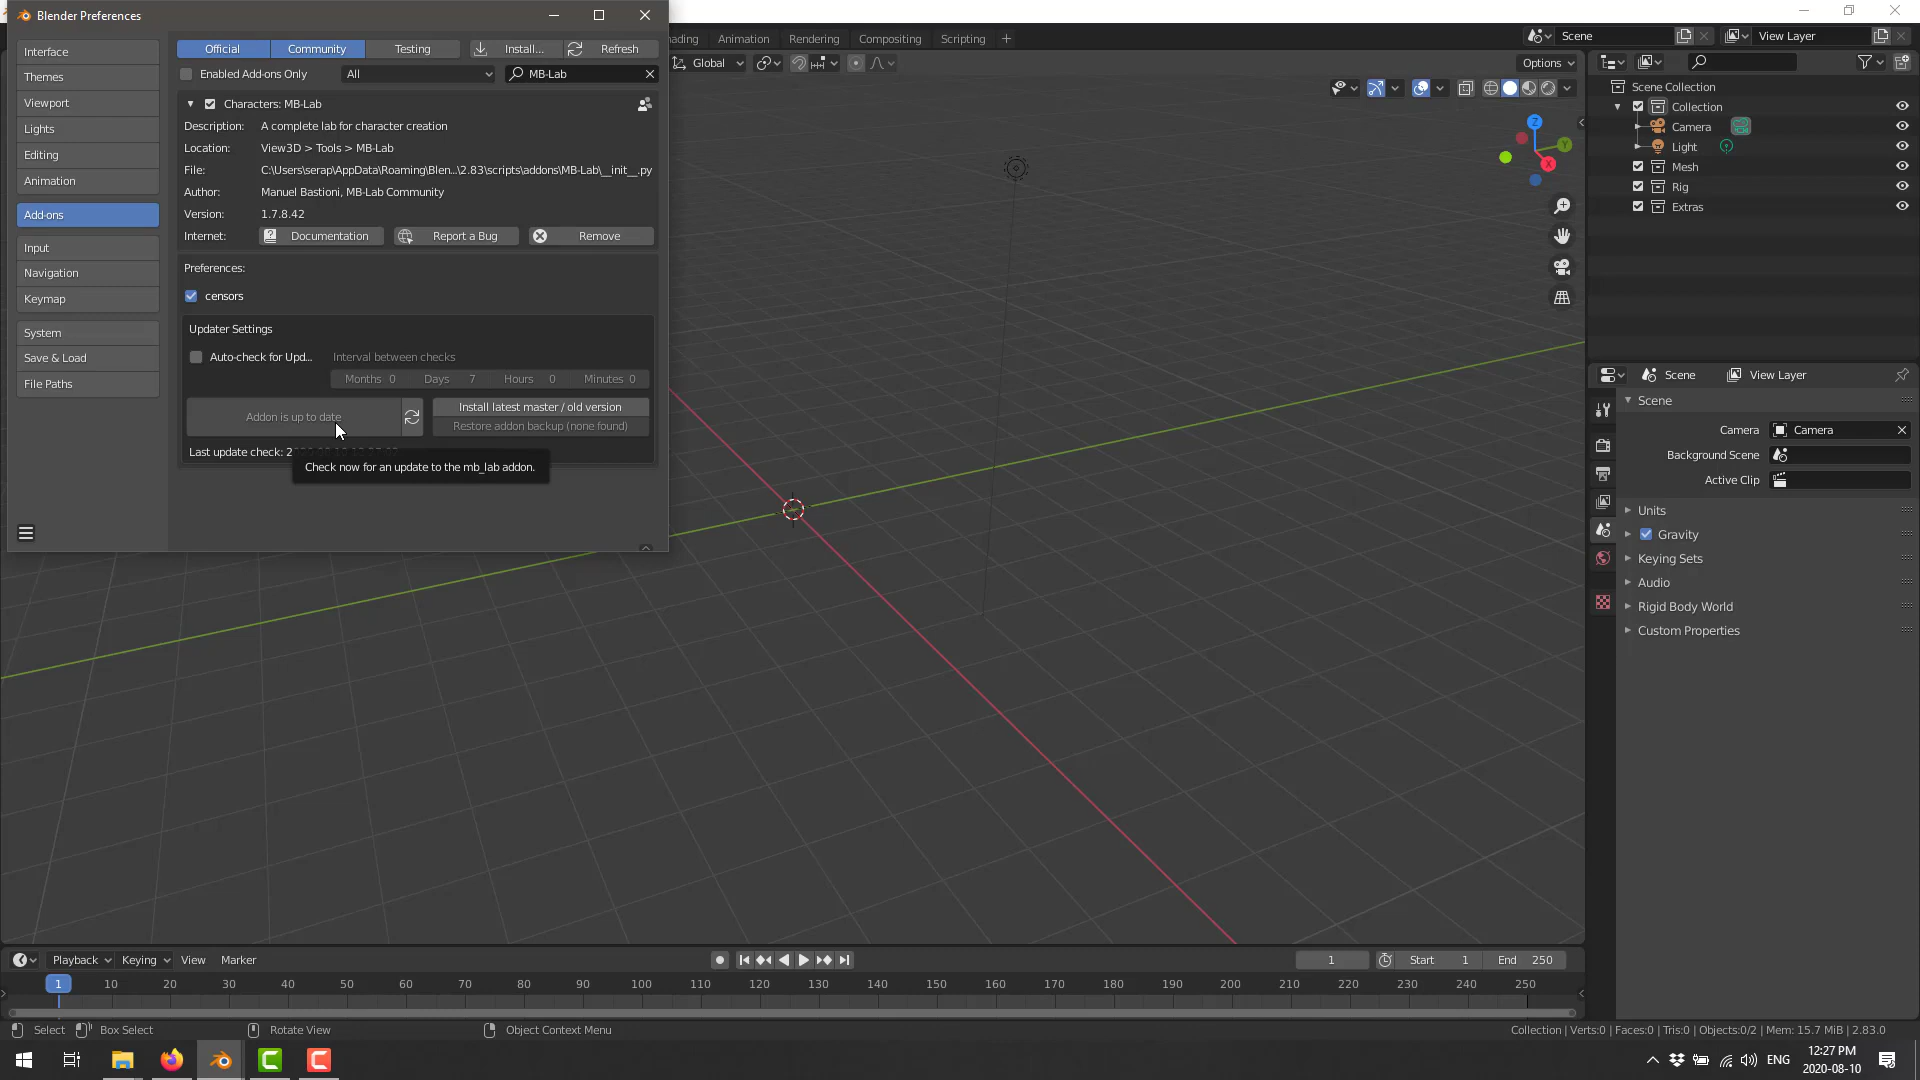 Blender Preferences
Interface
Themes
Viewport
Lights
Editing
Animation
Add-ons
Input
Navigation
Keymap
System
Save & Load
File Paths
Official
Community
Testing
Install...
Refresh
Enabled Add-ons Only
All
MB-Lab
Characters: MB-Lab
Description: A complete lab for character creation
Location: View3D > Tools > MB-Lab
File: C:\Users\serap\AppData\Roaming\Blen...\2.83\scripts\addons\MB-Lab\__init__.py
Author: Manuel Bastioni, MB-Lab Community
Version: 1.7.8.42
Internet: Documentation Report a Bug Remove
Preferences:
censors
Updater Settings
Auto-check for Upd... Interval between checks
Months 0 Days 7 Hours 0 Minutes 0
Addon is up to date
Install latest master / old version
Restore addon backup (none found)
Last update check: 2
Check now for an update to the mb_lab addon.
Animation Rendering Compositing Scripting +
Scene
View Layer
Global
Options
Z
Y
X
Scene Collection
Collection
Camera
Light
Mesh
Rig
Extras
Scene View Layer
Scene
Camera Camera
Background Scene
Active Clip
Units
Gravity
Keying Sets
Audio
Rigid Body World
Custom Properties
Playback Keying View Marker
1 Start 1 End 250
1 10 20 30 40 50 60 70 80 90 100 110 120 130 140 150 160 170 180 190 200 210 220 230 240 250
Select Box Select Rotate View Object Context Menu
Collection | Verts:0 | Faces:0 | Tris:0 | Objects:0/2 | Mem: 15.7 MiB | 2.83.0
ENG
12:27 PM
2020-08-10